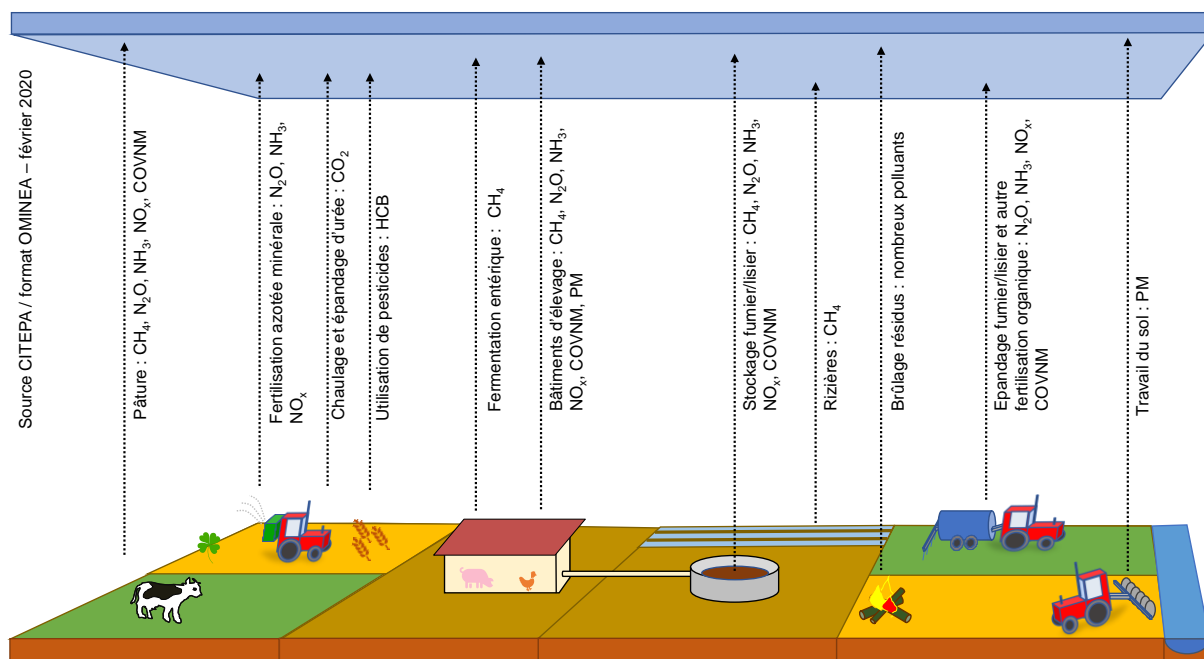 Source CITEPA / format OMINEA – février 2020
Pâture : CH₄, N₂O, NH₃, NOₓ, COVNM
Fertilisation azotée minérale : N₂O, NH₃,
NOₓ
Chaulage et épandage d'urée : CO₂
Utilisation de pesticides : HCB
Fermentation entérique : CH₄
Bâtiments d'élevage : CH₄, N₂O, NH₃,
NOₓ, COVNM, PM
Stockage fumier/lisier : CH₄, N₂O, NH₃,
NOₓ, COVNM
Rizières : CH₄
Brûlage résidus : nombreux polluants
Epandage fumier/lisier et autre
fertilisation organique : N₂O, NH₃, NOₓ,
COVNM
Travail du sol : PM